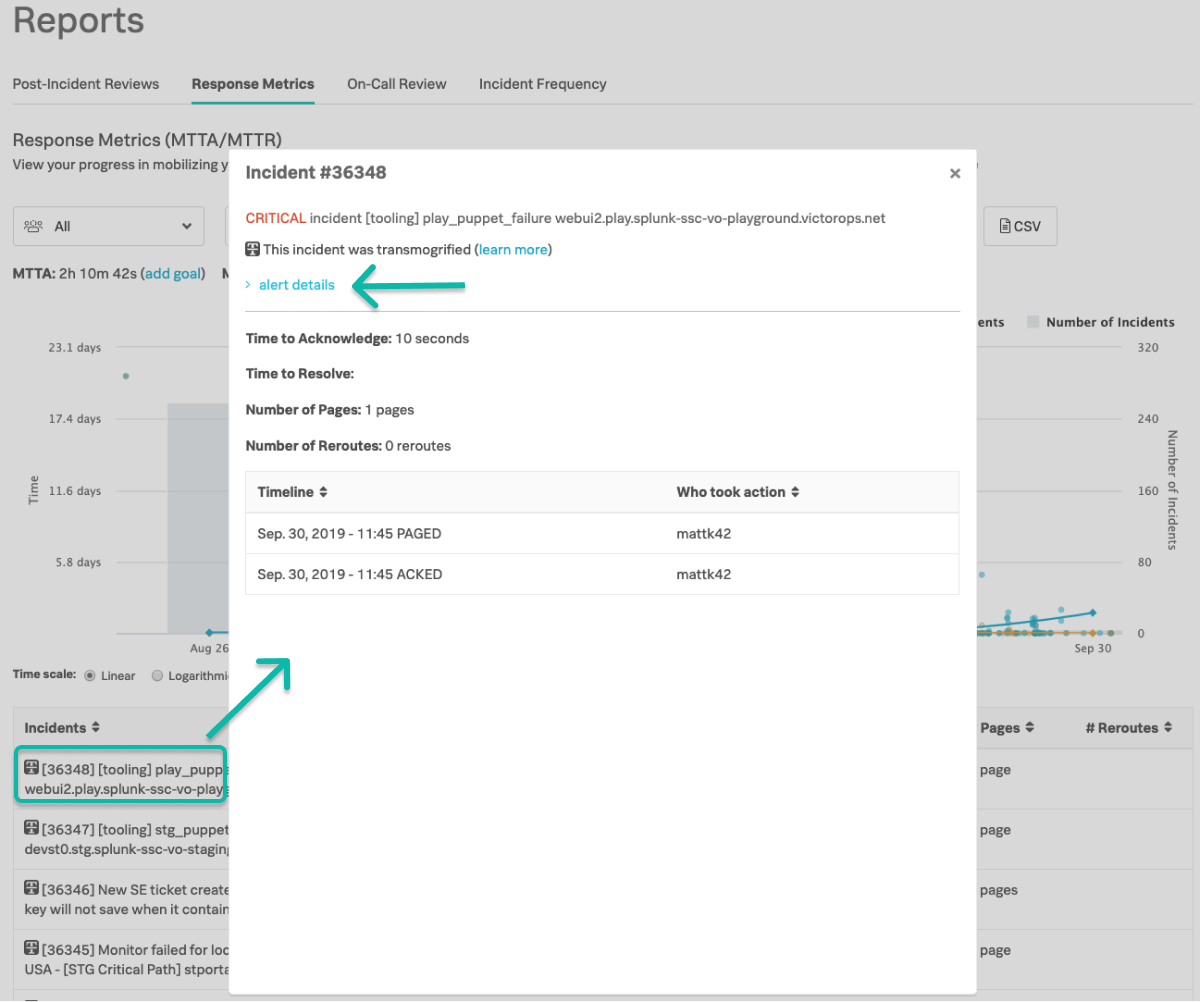 Reports
Post-Incident Reviews Response Metrics On-Call Review Incident Frequency
Response Metrics (MTTA/MTTR)
View your progress in mobilizing
All
CSV
MTTA: 2h 10m 42s (add goal)
Incident #36348
×
CRITICAL incident [tooling] play_puppet_failure webui2.play.splunk-ssc-vo-playground.victorops.net
This incident was transmogrified (learn more)
> alert details
Time to Acknowledge: 10 seconds
Time to Resolve:
Number of Pages: 1 pages
Number of Reroutes: 0 reroutes
Timeline Who took action
Sep. 30, 2019 - 11:45 PAGED mattk42
Sep. 30, 2019 - 11:45 ACKED mattk42
ents Number of Incidents
23.1 days 320
17.4 days 240
11.6 days 160
5.8 days 80
0
Time
Number of Incidents
Aug 26 Sep 30
Time scale: Linear Logarithmi
Incidents Pages # Reroutes
[36348] [tooling] play_pupp page
webui2.play.splunk-ssc-vo-play
[36347] [tooling] stg_puppet page
devst0.stg.splunk-ssc-vo-staging
[36346] New SE ticket create pages
key will not save when it contain
[36345] Monitor failed for loc page
USA - [STG Critical Path] stporta